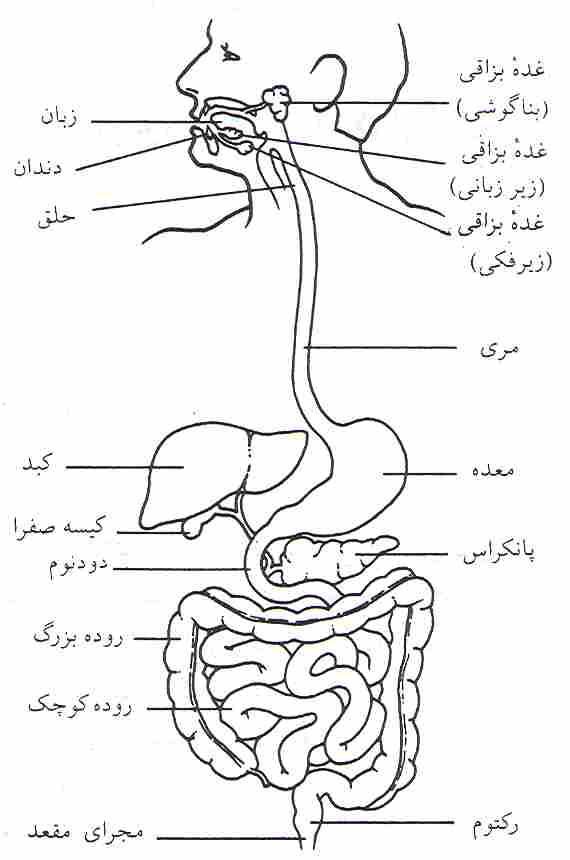 غدهٔ بزاقی
(بناگوشی)
زبان
غدهٔ بزاقی
(زیر زبانی)
دندان
غدهٔ بزاقی
(زیرفکی)
حلق
مری
کبد
معده
کیسه صفرا
پانکراس
دودنوم
روده بزرگ
روده کوچک
رکتوم
مجرای مقعد